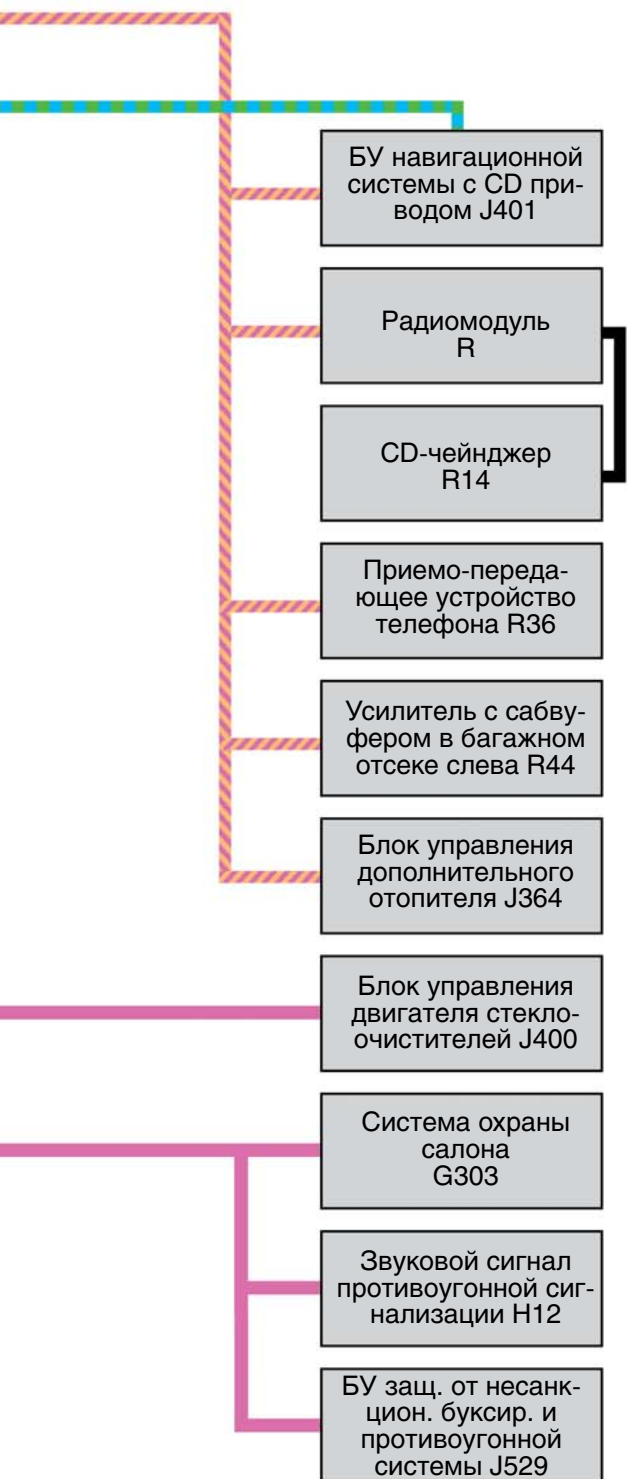 БУ навигационной
системы с CD при-
водом J401
Радиомодуль
R
CD-чейнджер
R14
Приемо-переда-
ющее устройство
телефона R36
Усилитель с сабву-
фером в багажном
отсеке слева R44
Блок управления
дополнительного
отопителя J364
Блок управления
двигателя стекло-
очистителей J400
Система охраны
салона
G303
Звуковой сигнал
противоугонной сиг-
нализации H12
БУ защ. от несанк-
цион. буксир. и
противоугонной
системы J529